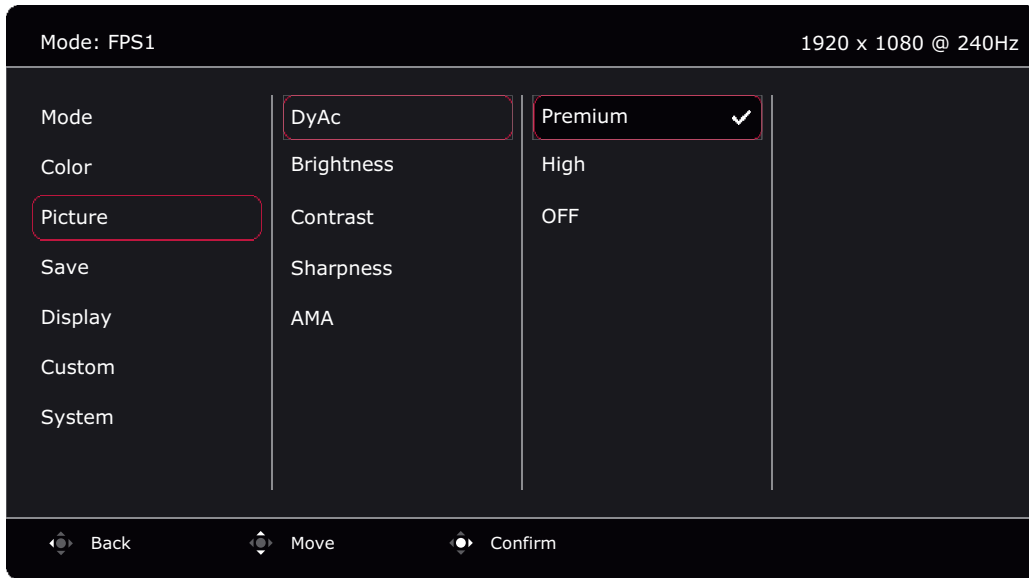 Mode: FPS1
1920 x 1080 @ 240Hz
Mode
Color
Picture
Save
Display
Custom
System
DyAc
Brightness
Contrast
Sharpness
AMA
Premium
High
OFF
Back
Move
Confirm